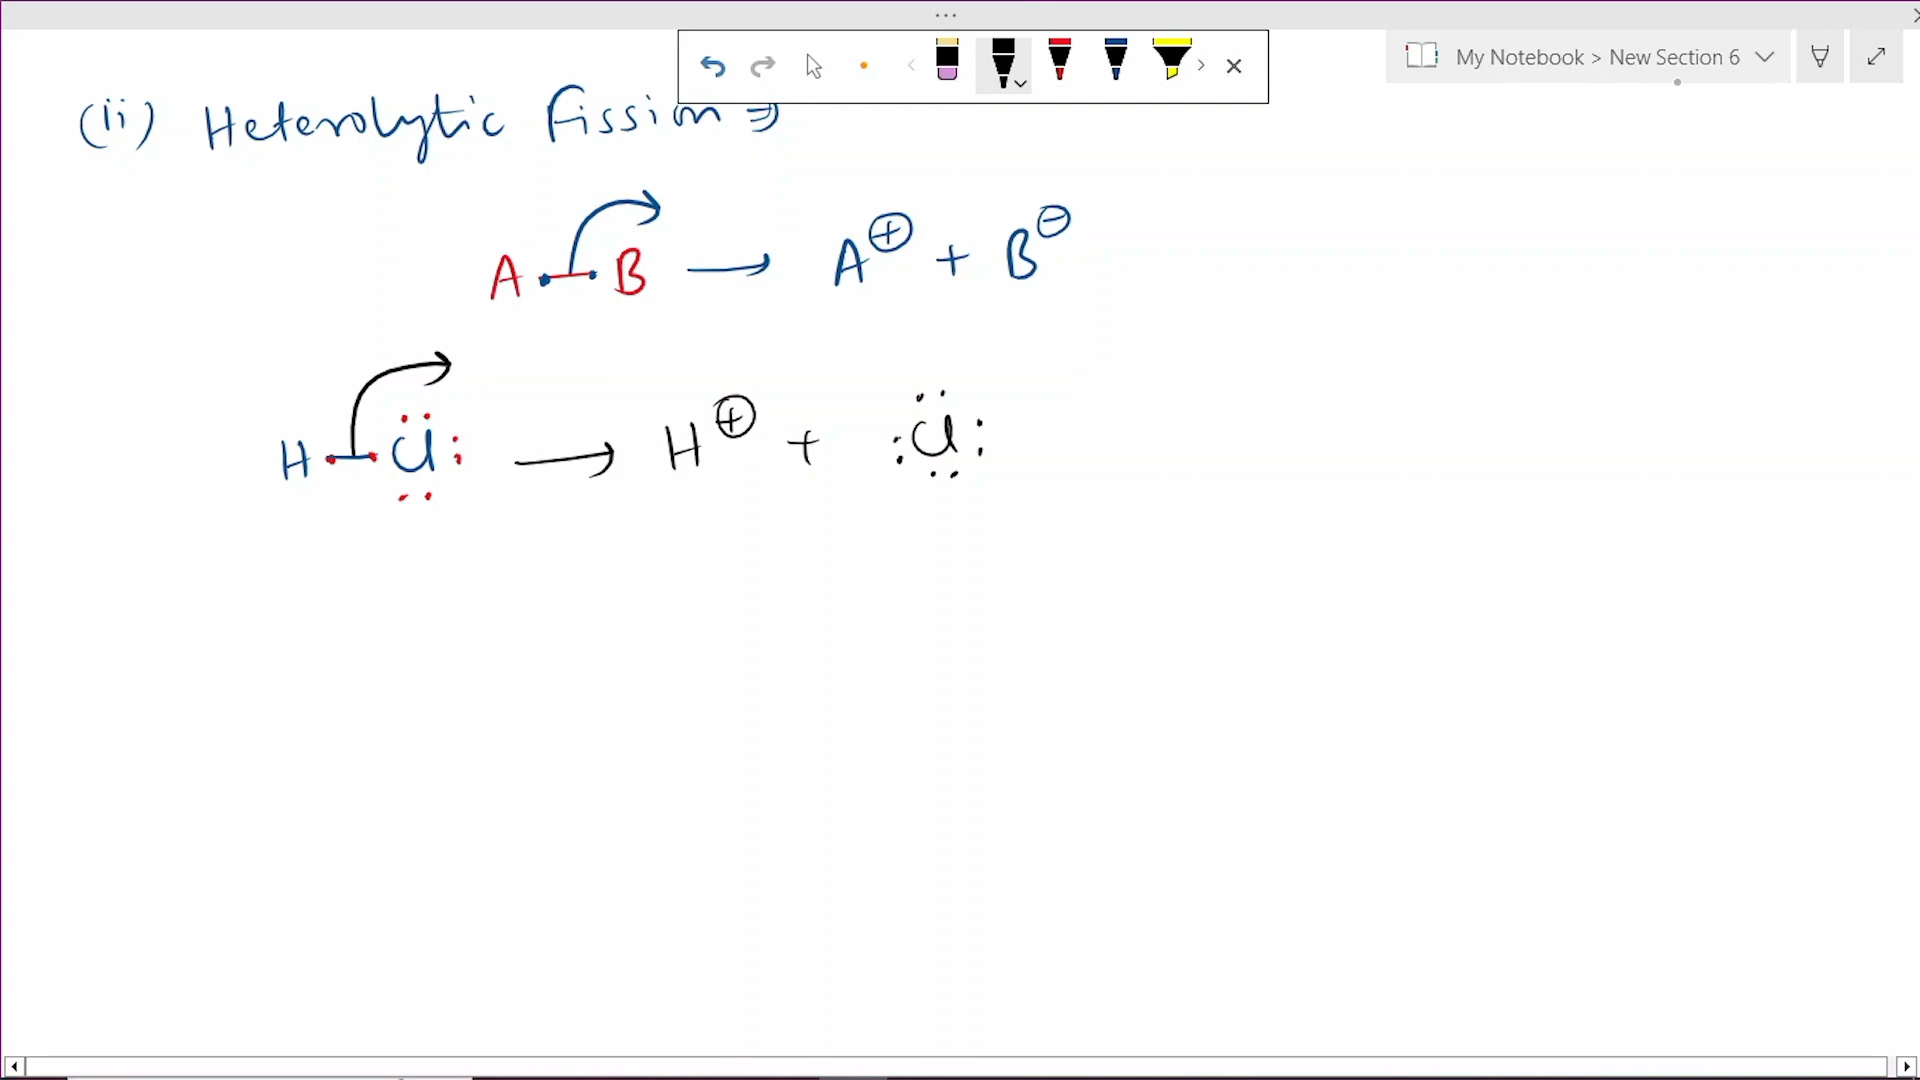 My Notebook > New Section 6
(ii) Heterolytic Fission ⇒
A–B → A⊕ + B⊖
H–Cl → H⊕ + :Cl: